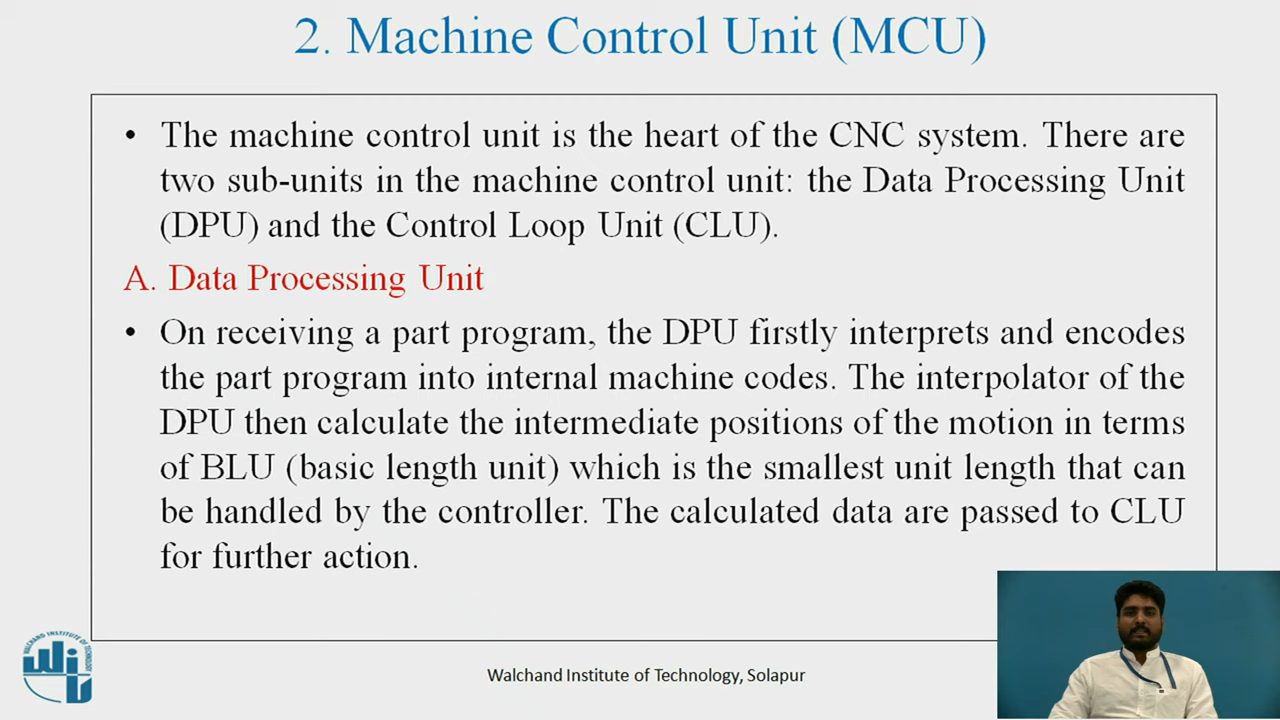 2. Machine Control Unit (MCU)
• The machine control unit is the heart of the CNC system. There are
two sub-units in the machine control unit: the Data Processing Unit
(DPU) and the Control Loop Unit (CLU).
A. Data Processing Unit
• On receiving a part program, the DPU firstly interprets and encodes
the part program into internal machine codes. The interpolator of the
DPU then calculate the intermediate positions of the motion in terms
of BLU (basic length unit) which is the smallest unit length that can
be handled by the controller. The calculated data are passed to CLU
for further action.
WALCHAND INSTITUTE OF TECHNOLOGY
WIT
Walchand Institute of Technology, Solapur